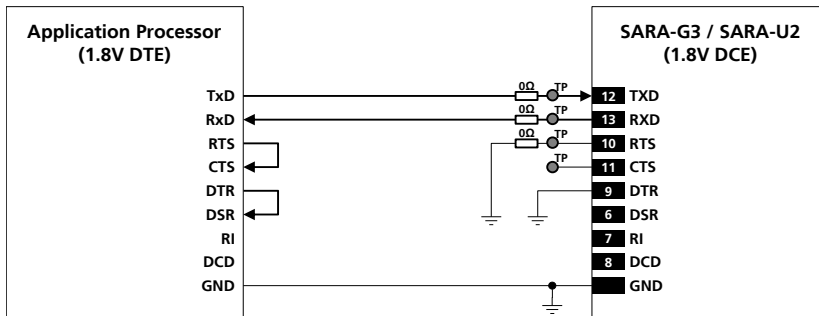 Application Processor
(1.8V DTE)
SARA-G3 / SARA-U2
(1.8V DCE)
TxD 0Ω TP 12 TXD
RxD 0Ω TP 13 RXD
RTS 0Ω TP 10 RTS
CTS TP 11 CTS
DTR 9 DTR
DSR 6 DSR
RI 7 RI
DCD 8 DCD
GND GND